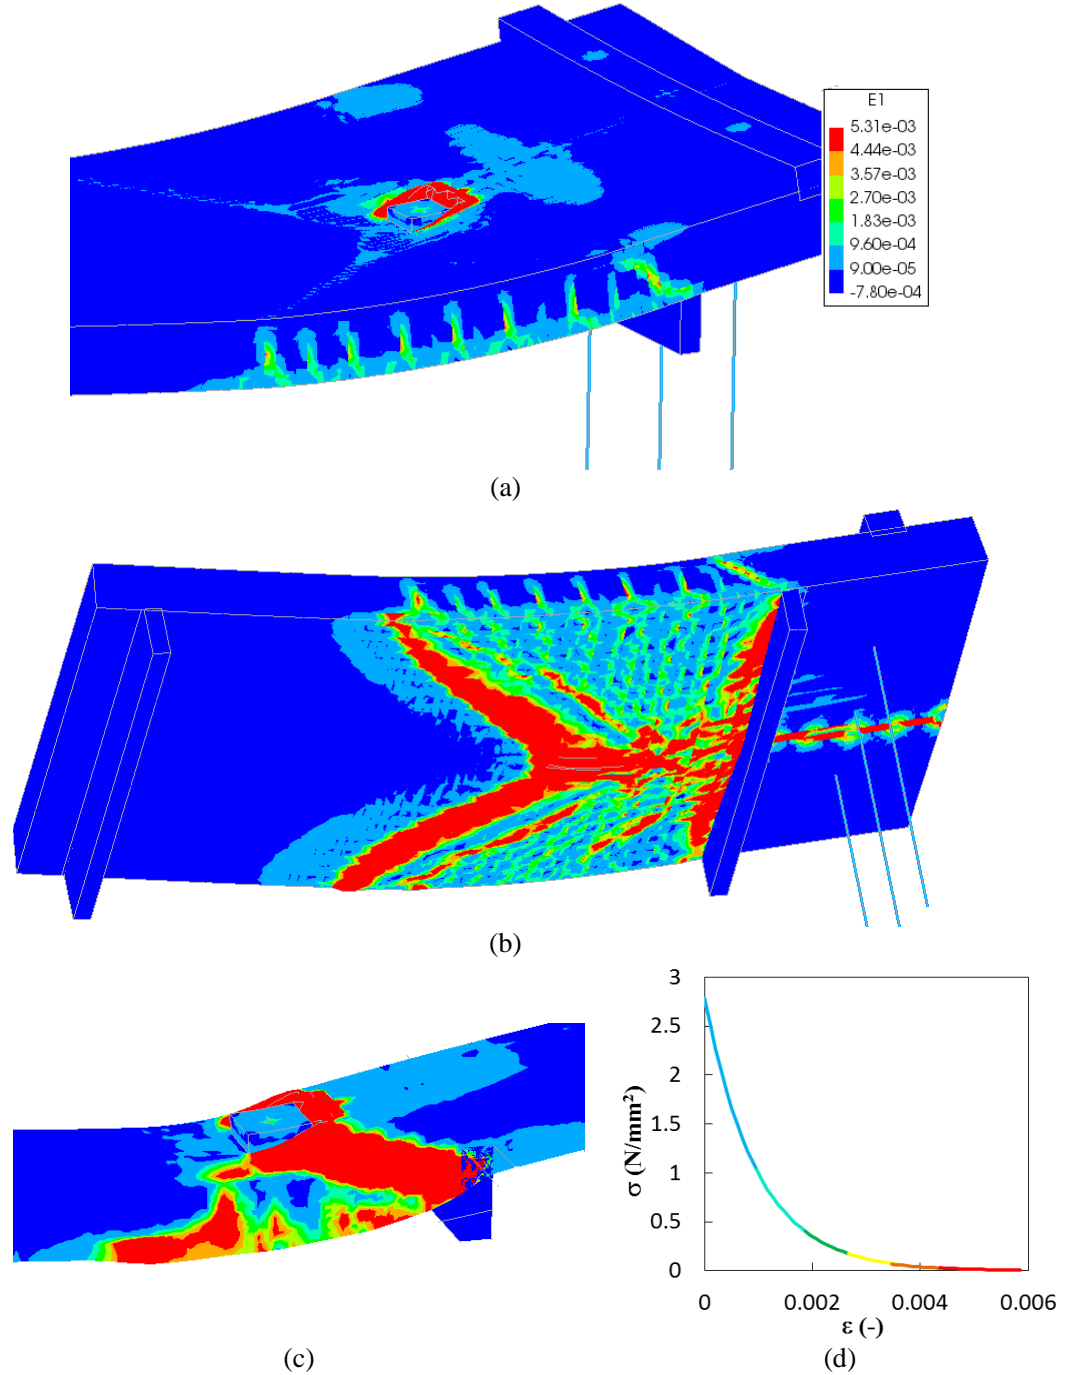 E1
5.31e-03
4.44e-03
3.57e-03
2.70e-03
1.83e-03
9.60e-04
9.00e-05
-7.80e-04
(a)
(b)
3
2.5
2
1.5
1
0.5
0
σ (N/mm²)
0 0.002 0.004 0.006
ε (-)
(c) (d)